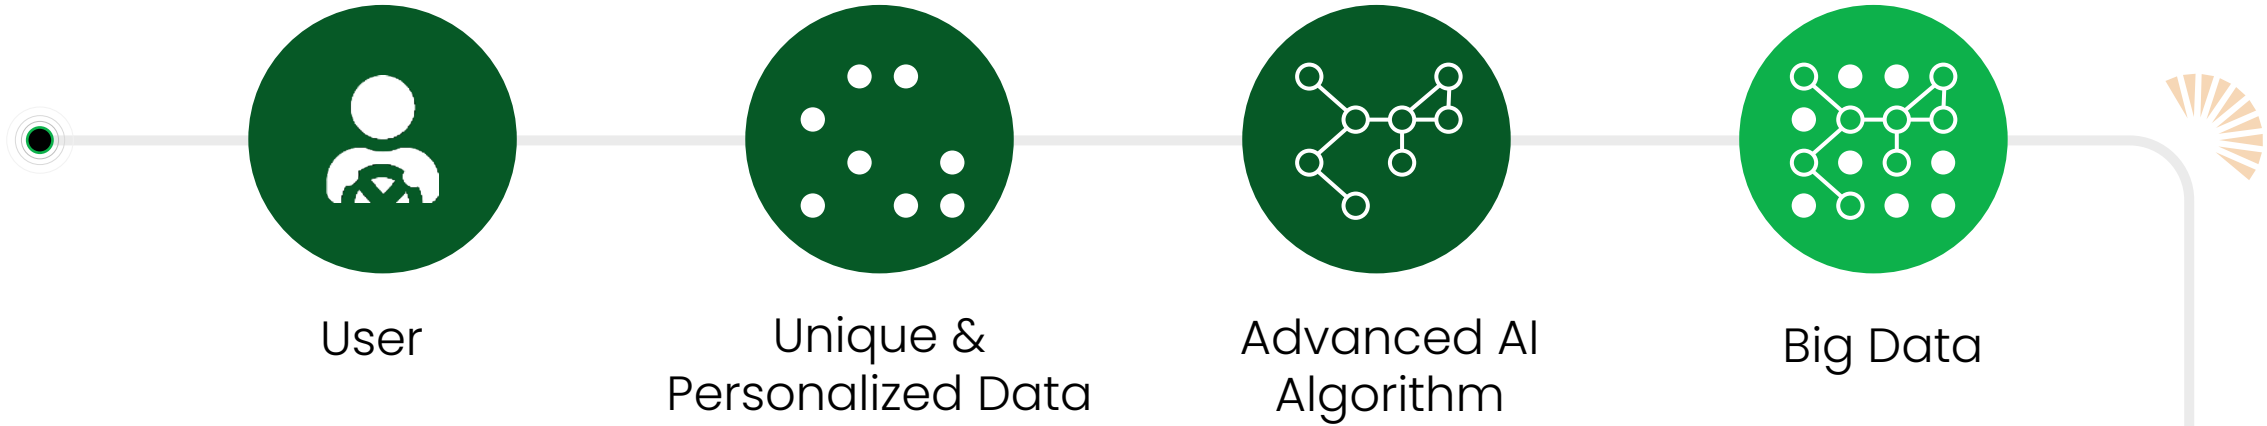 User
Unique &
Personalized Data
Advanced AI
Algorithm
Big Data